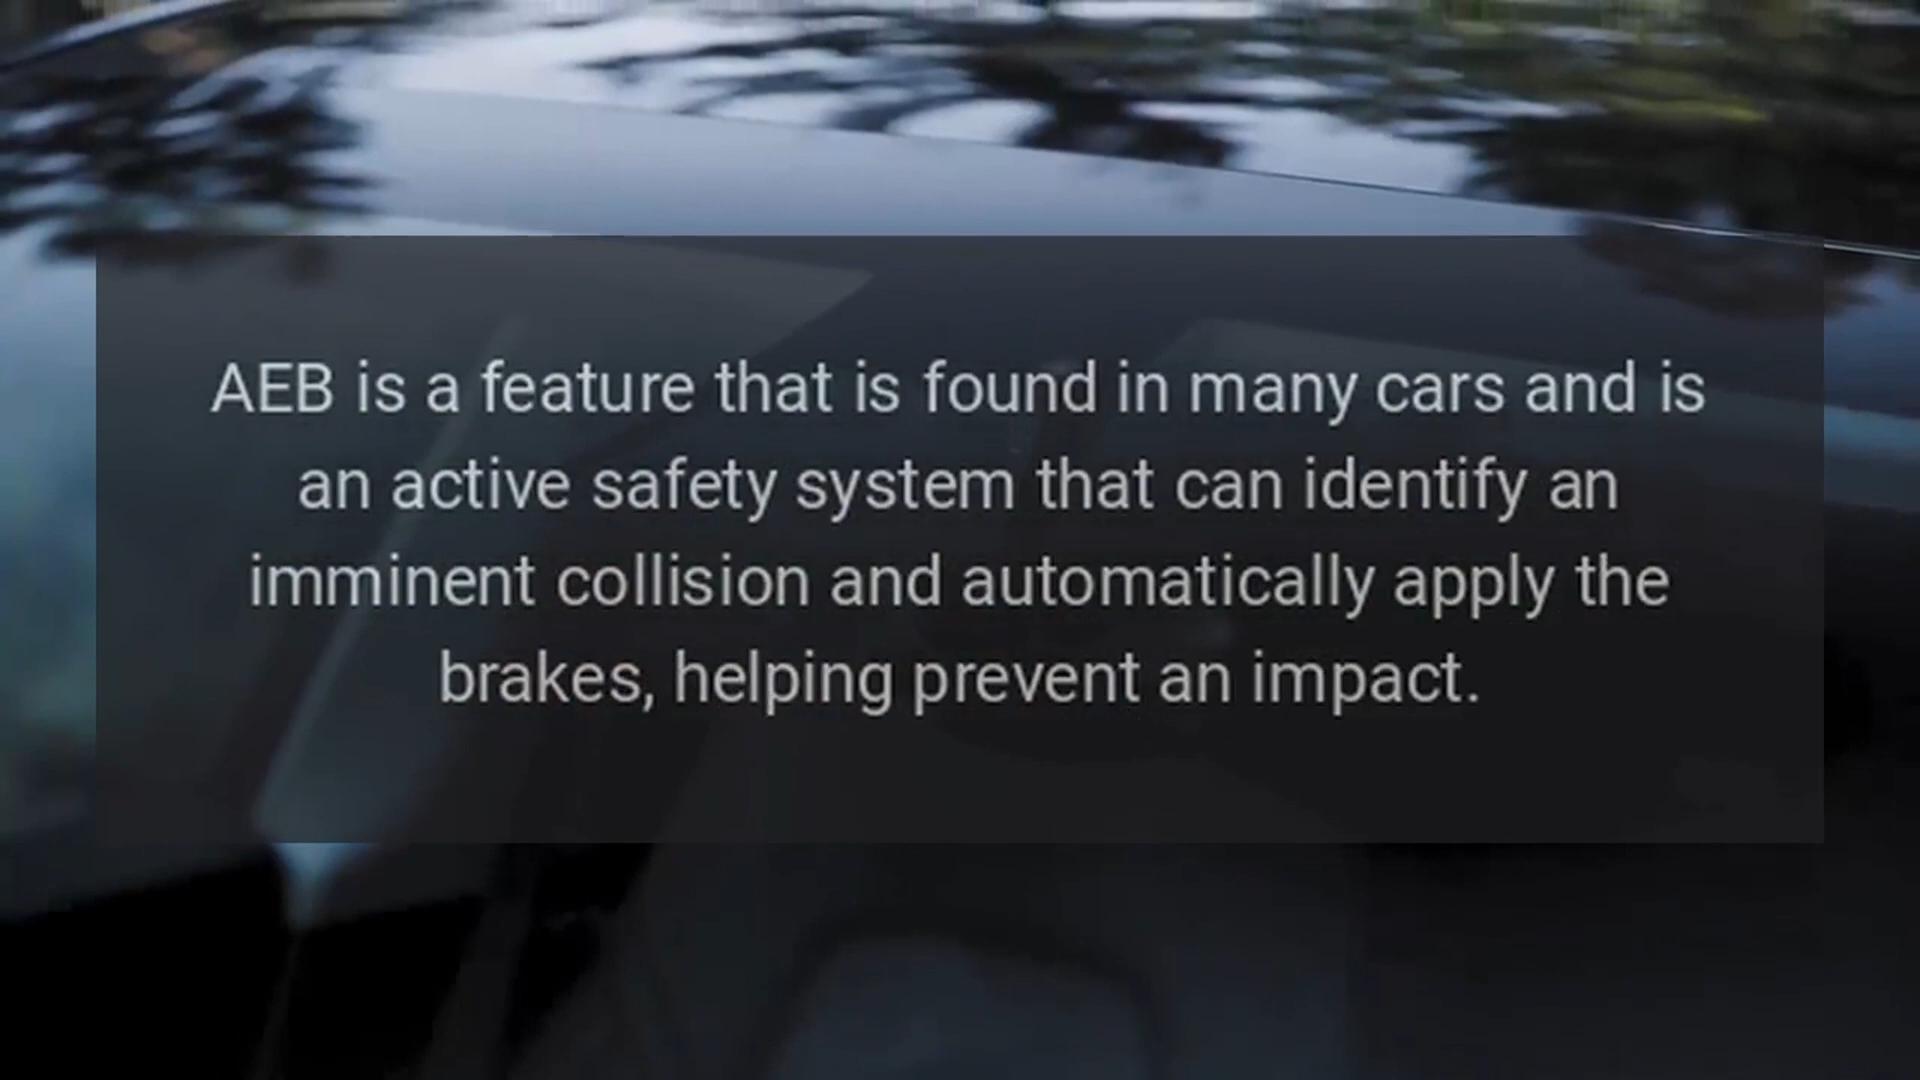 AEB is a feature that is found in many cars and is
an active safety system that can identify an
imminent collision and automatically apply the
brakes, helping prevent an impact.